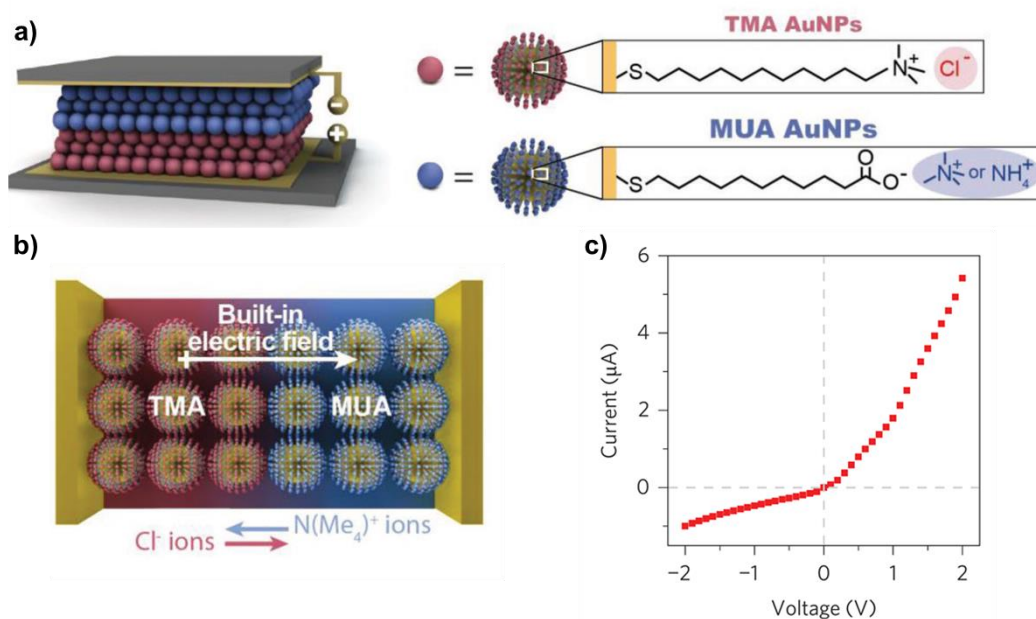 a)
TMA AuNPs
=
S
N+
Cl-
−
+
MUA AuNPs
=
S
O
O-
N+ or NH4+
b)
Built-in
electric field
TMA
MUA
Cl- ions
N(Me4)+ ions
c)
Current (µA)
6
4
2
0
−2
−1
0
1
2
Voltage (V)